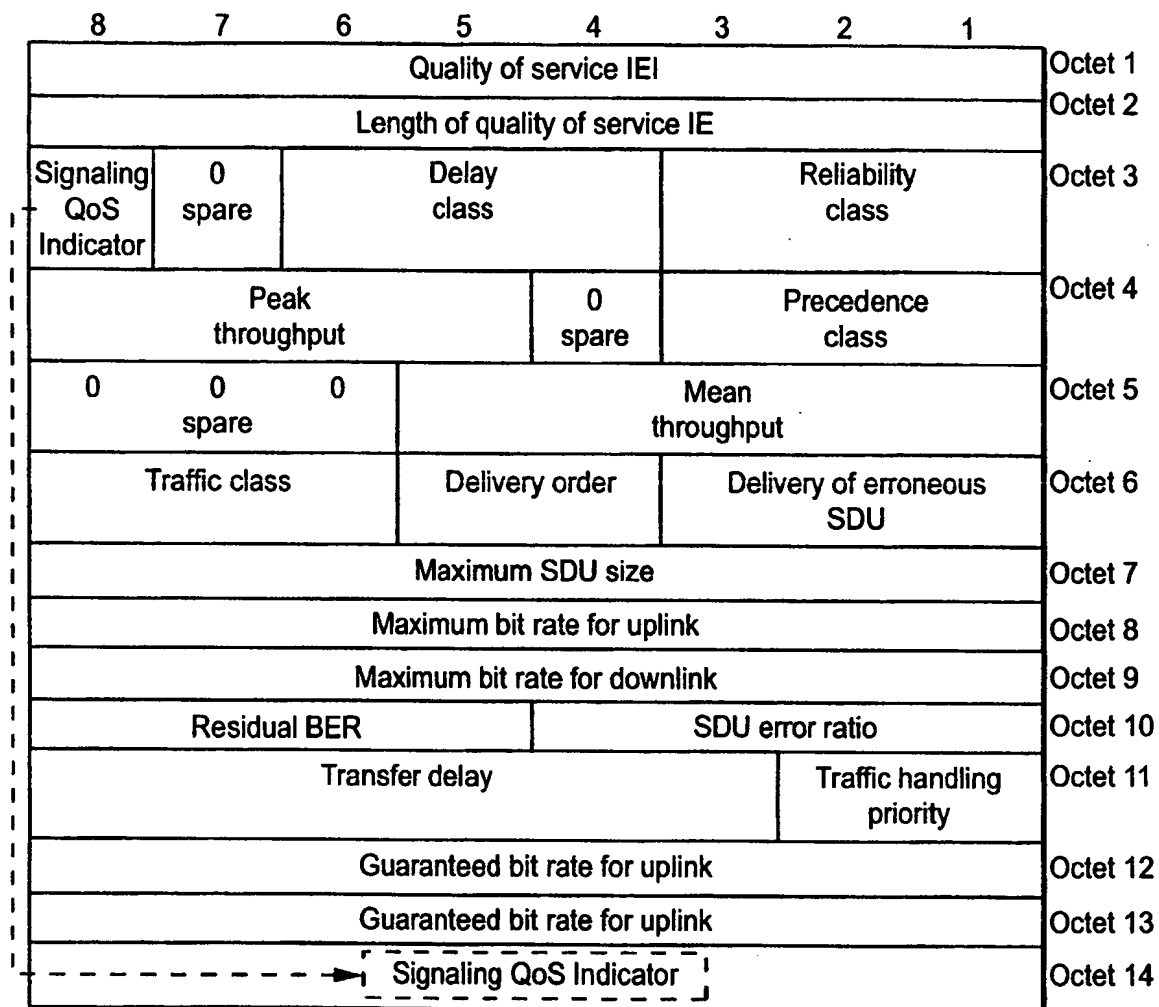 8 7 6 5 4 3 2 1
Quality of service IEI Octet 1
Octet 2
Length of quality of service IE
Signaling 0 Delay Reliability Octet 3
QoS spare class class
Indicator
Peak 0 Precedence Octet 4
throughput spare class
0 0 0 Mean Octet 5
spare throughput
Traffic class Delivery order Delivery of erroneous Octet 6
SDU
Maximum SDU size Octet 7
Maximum bit rate for uplink Octet 8
Maximum bit rate for downlink Octet 9
Residual BER SDU error ratio Octet 10
Transfer delay Traffic handling Octet 11
priority
Guaranteed bit rate for uplink Octet 12
Guaranteed bit rate for uplink Octet 13
Signaling QoS Indicator Octet 14